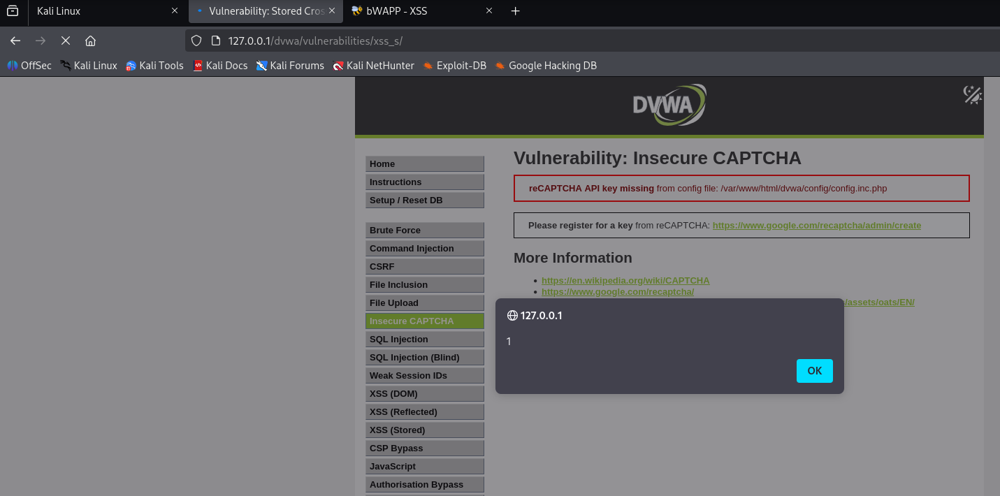 Kali Linux
Vulnerability: Stored Cros
bWAPP - XSS
127.0.0.1/dvwa/vulnerabilities/xss_s/
OffSec Kali Linux Kali Tools Kali Docs Kali Forums Kali NetHunter Exploit-DB Google Hacking DB
DVWA
Home
Instructions
Setup / Reset DB
Brute Force
Command Injection
CSRF
File Inclusion
File Upload
Insecure CAPTCHA
SQL Injection
SQL Injection (Blind)
Weak Session IDs
XSS (DOM)
XSS (Reflected)
XSS (Stored)
CSP Bypass
JavaScript
Authorisation Bypass
Vulnerability: Insecure CAPTCHA
reCAPTCHA API key missing from config file: /var/www/html/dvwa/config/config.inc.php
Please register for a key from reCAPTCHA: https://www.google.com/recaptcha/admin/create
More Information
https://en.wikipedia.org/wiki/CAPTCHA
https://www.google.com/recaptcha/
/assets/oats/EN/
127.0.0.1
1
OK